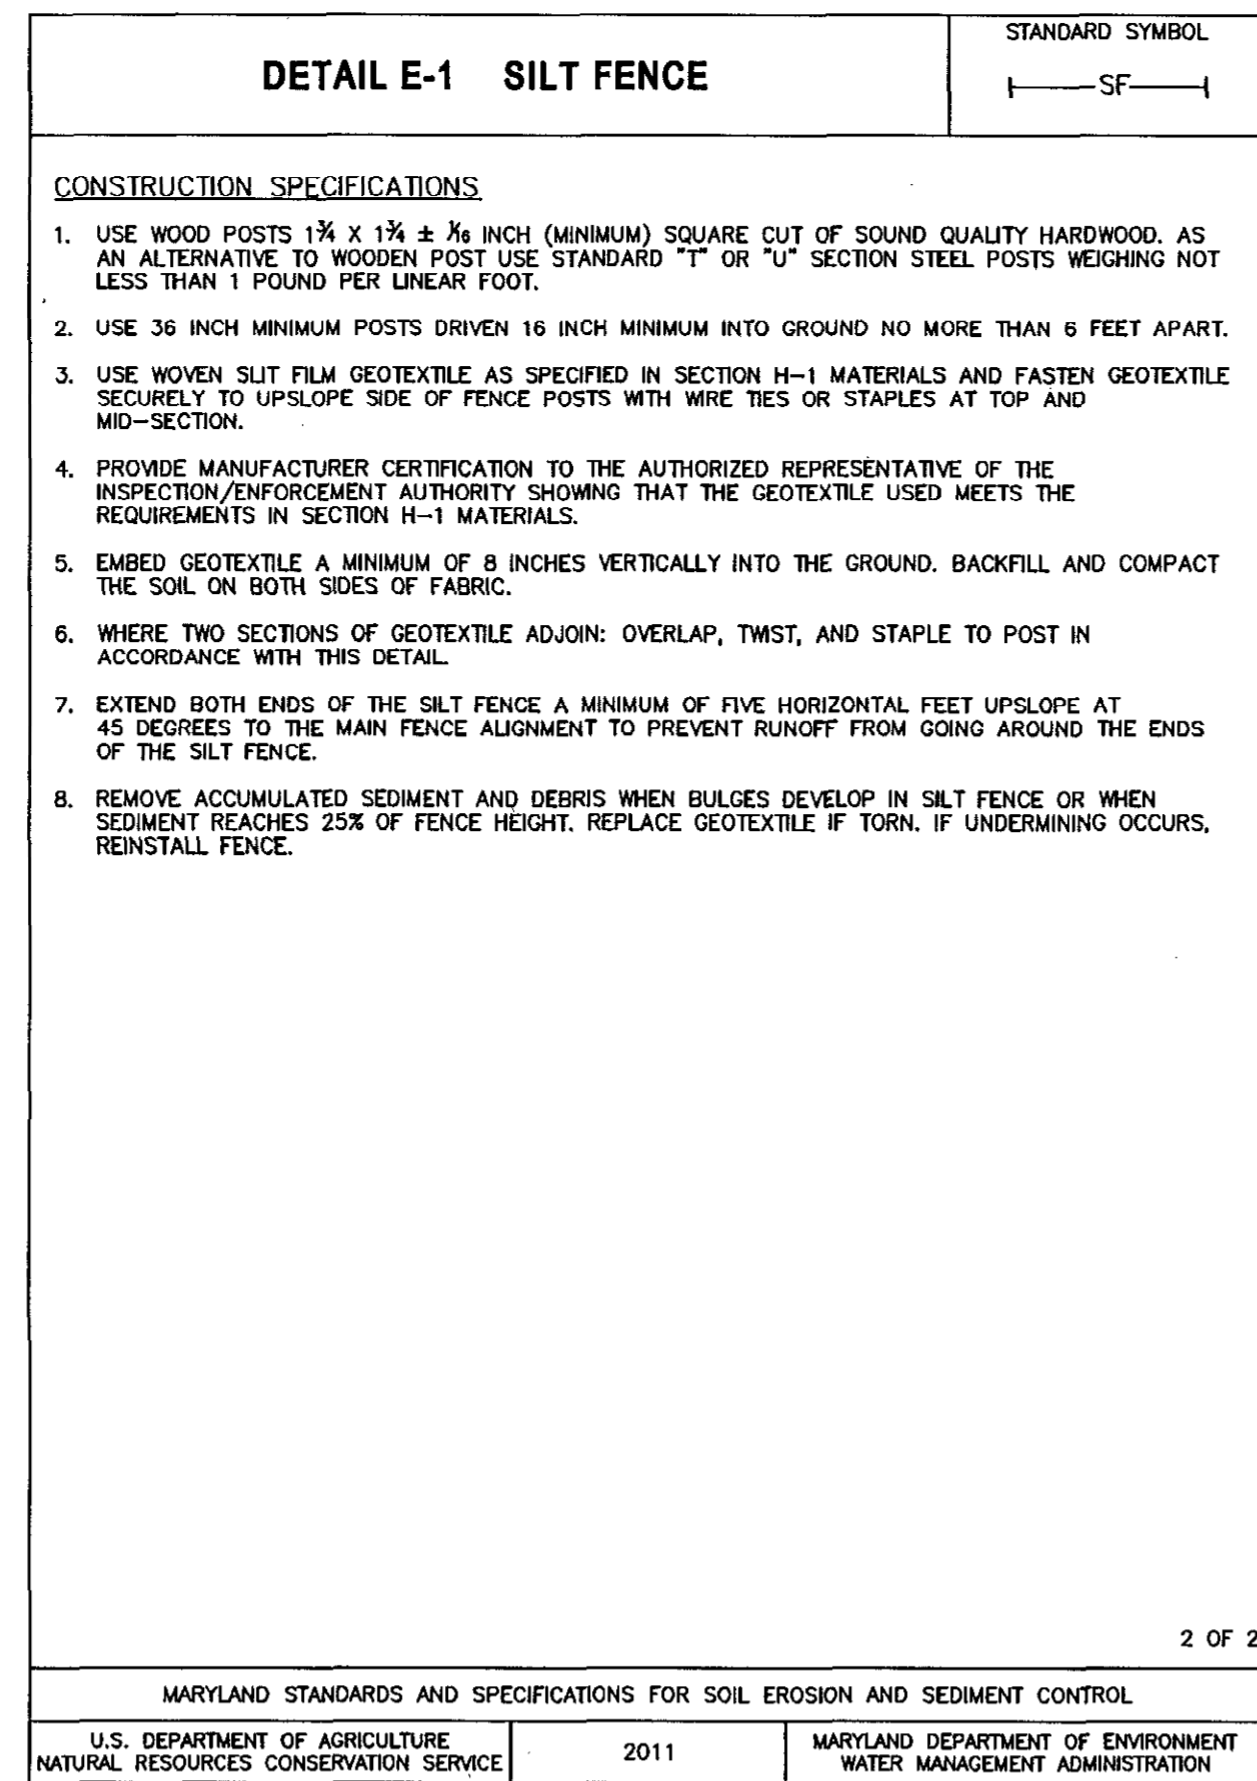 STANDARD SYMBOL
DETAIL E-1 SILT FENCE
SF
CONSTRUCTION SPECIFICATIONS
1. USE WOOD POSTS 1¾ X 1¾ ± 1/16 INCH (MINIMUM) SQUARE CUT OF SOUND QUALITY HARDWOOD. AS
AN ALTERNATIVE TO WOODEN POST USE STANDARD "T" OR "U" SECTION STEEL POSTS WEIGHING NOT
LESS THAN 1 POUND PER LINEAR FOOT.
2. USE 36 INCH MINIMUM POSTS DRIVEN 16 INCH MINIMUM INTO GROUND NO MORE THAN 6 FEET APART.
3. USE WOVEN SLIT FILM GEOTEXTILE AS SPECIFIED IN SECTION H-1 MATERIALS AND FASTEN GEOTEXTILE
SECURELY TO UPSLOPE SIDE OF FENCE POSTS WITH WIRE TIES OR STAPLES AT TOP AND
MID-SECTION.
4. PROVIDE MANUFACTURER CERTIFICATION TO THE AUTHORIZED REPRESENTATIVE OF THE
INSPECTION/ENFORCEMENT AUTHORITY SHOWING THAT THE GEOTEXTILE USED MEETS THE
REQUIREMENTS IN SECTION H-1 MATERIALS.
5. EMBED GEOTEXTILE A MINIMUM OF 8 INCHES VERTICALLY INTO THE GROUND. BACKFILL AND COMPACT
THE SOIL ON BOTH SIDES OF FABRIC.
6. WHERE TWO SECTIONS OF GEOTEXTILE ADJOIN: OVERLAP, TWIST, AND STAPLE TO POST IN
ACCORDANCE WITH THIS DETAIL.
7. EXTEND BOTH ENDS OF THE SILT FENCE A MINIMUM OF FIVE HORIZONTAL FEET UPSLOPE AT
45 DEGREES TO THE MAIN FENCE ALIGNMENT TO PREVENT RUNOFF FROM GOING AROUND THE ENDS
OF THE SILT FENCE.
8. REMOVE ACCUMULATED SEDIMENT AND DEBRIS WHEN BULGES DEVELOP IN SILT FENCE OR WHEN
SEDIMENT REACHES 25% OF FENCE HEIGHT. REPLACE GEOTEXTILE IF TORN. IF UNDERMINING OCCURS,
REINSTALL FENCE.
2 OF 2
MARYLAND STANDARDS AND SPECIFICATIONS FOR SOIL EROSION AND SEDIMENT CONTROL
U.S. DEPARTMENT OF AGRICULTURE
NATURAL RESOURCES CONSERVATION SERVICE
2011
MARYLAND DEPARTMENT OF ENVIRONMENT
WATER MANAGEMENT ADMINISTRATION